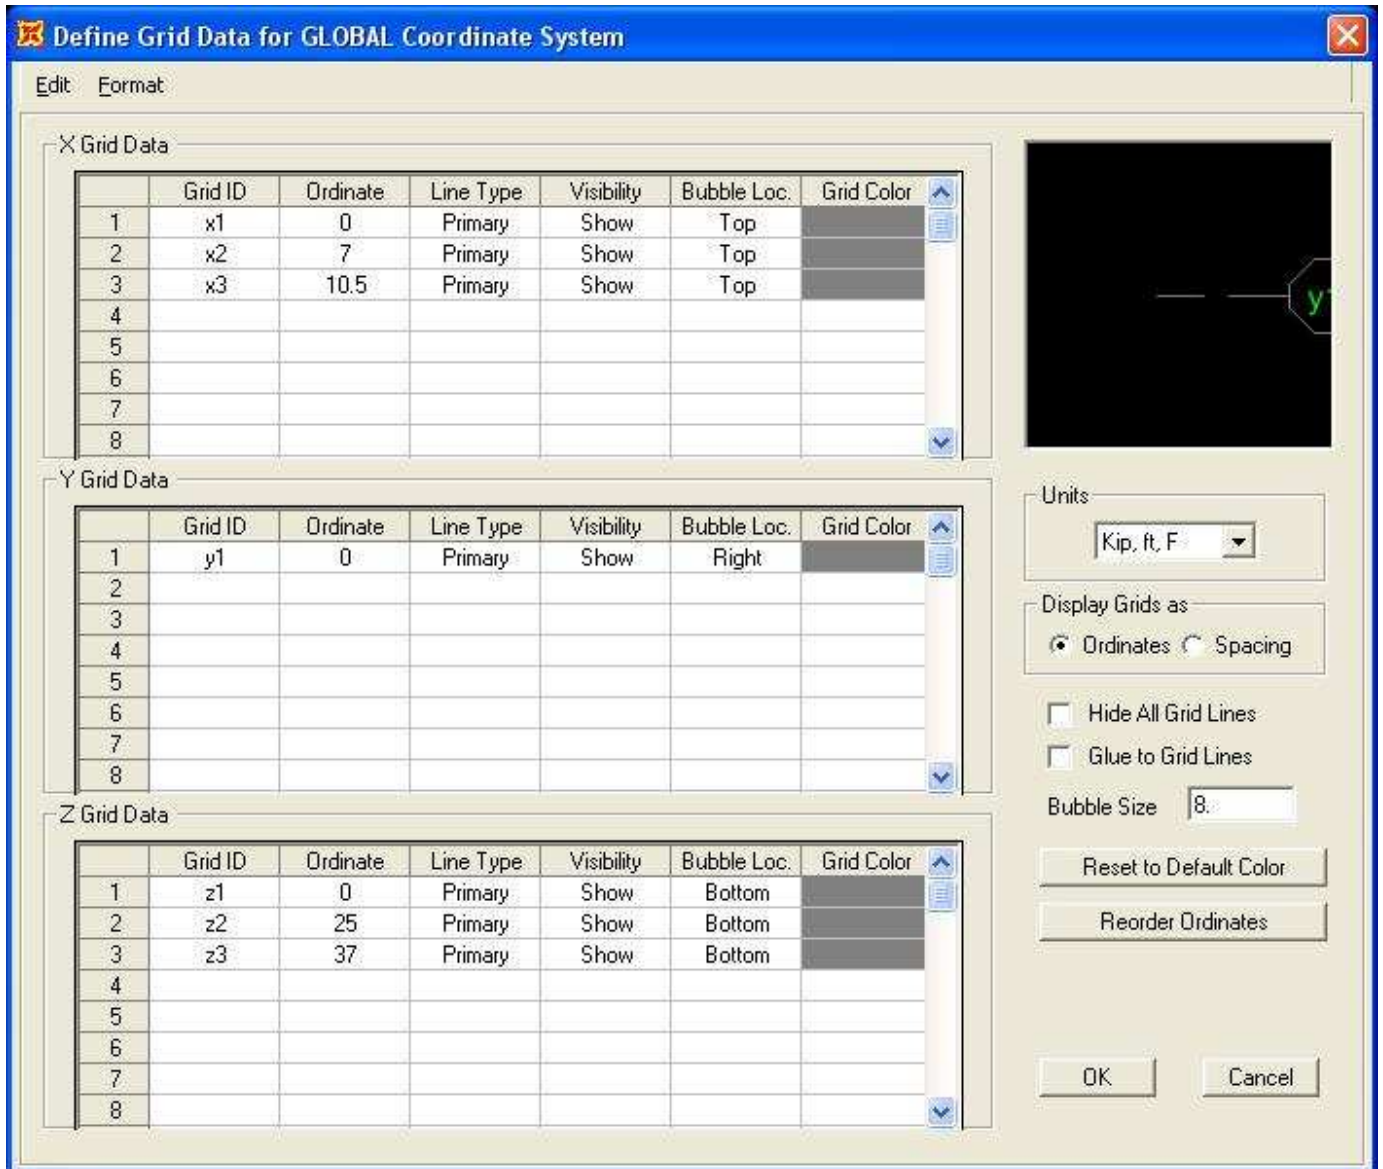 Define Grid Data for GLOBAL Coordinate System
Edit Format
X Grid Data
Grid ID Ordinate Line Type Visibility Bubble Loc. Grid Color
1 x1 0 Primary Show Top
2 x2 7 Primary Show Top
3 x3 10.5 Primary Show Top
4
5
6
7
8
Y Grid Data
Grid ID Ordinate Line Type Visibility Bubble Loc. Grid Color
1 y1 0 Primary Show Right
2
3
4
5
6
7
8
Z Grid Data
Grid ID Ordinate Line Type Visibility Bubble Loc. Grid Color
1 z1 0 Primary Show Bottom
2 z2 25 Primary Show Bottom
3 z3 37 Primary Show Bottom
4
5
6
7
8
y1
Units
Kip, ft, F
Display Grids as
Ordinates Spacing
Hide All Grid Lines
Glue to Grid Lines
Bubble Size 8.
Reset to Default Color
Reorder Ordinates
OK Cancel